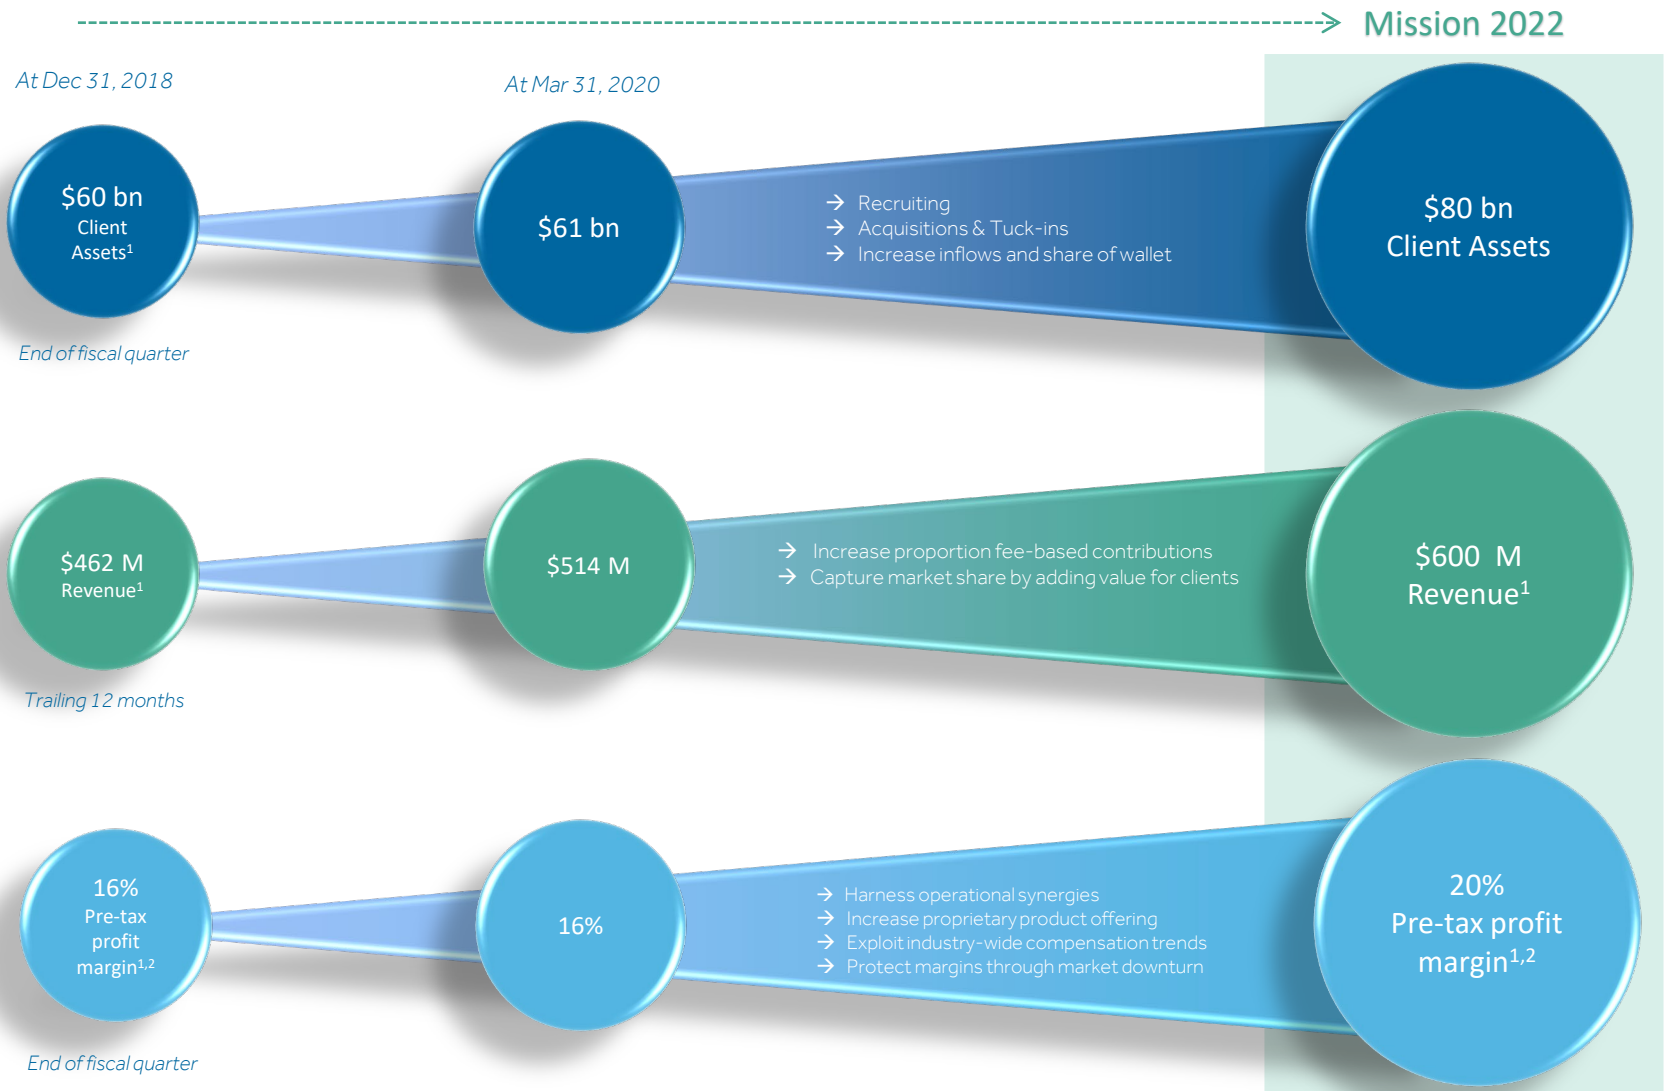 Mission 2022
At Dec 31, 2018
At Mar 31, 2020
$60 bn
Client
Assets¹
$61 bn
→ Recruiting
→ Acquisitions & Tuck-ins
→ Increase inflows and share of wallet
$80 bn
Client Assets
End of fiscal quarter
$462 M
Revenue¹
$514 M
→ Increase proportion fee-based contributions
→ Capture market share by adding value for clients
$600 M
Revenue¹
Trailing 12 months
16%
Pre-tax
profit
margin¹,²
16%
→ Harness operational synergies
→ Increase proprietary product offering
→ Exploit industry-wide compensation trends
→ Protect margins through market downturn
20%
Pre-tax profit
margin¹,²
End of fiscal quarter